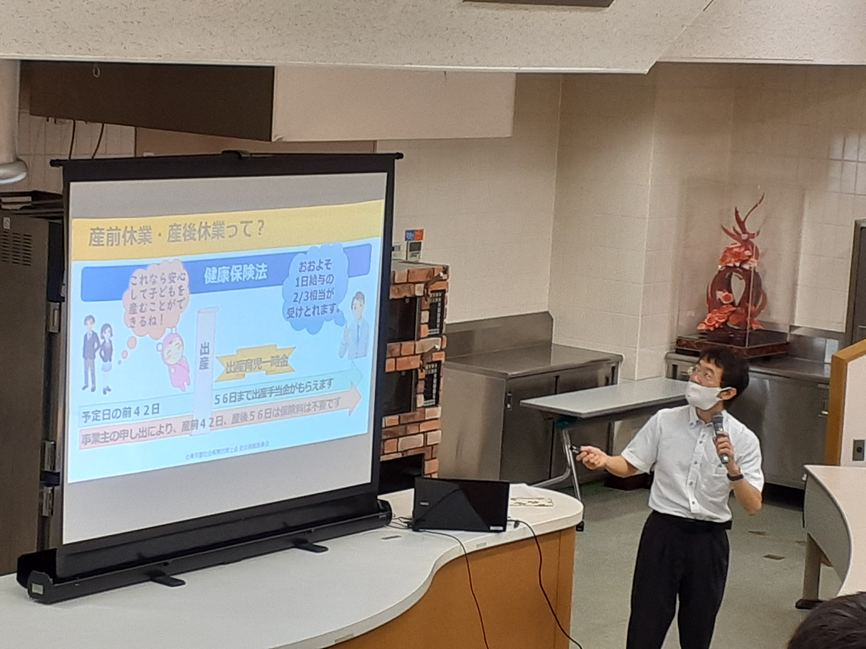 産前休業・産後休業って？
健康保険法
これなら安心
して子どもを
産むことがで
きるね！
おおよそ
1日給与の
2/3相当が
受けとれます。
出産
出産育児一時金
予定日の前４２日
５６日まで出産手当金がもらえます
事業主の申し出により、産前４２日、産後５６日は保険料は不要です